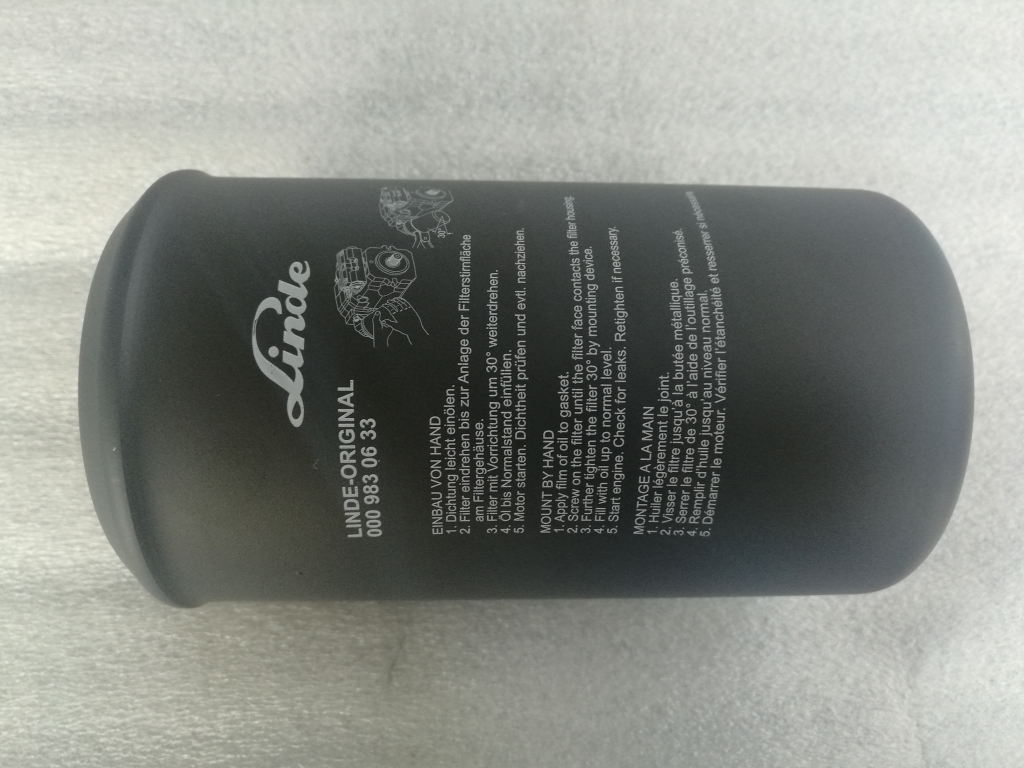 Linde
LINDE-ORIGINAL
000 983 06 33
EINBAU VON HAND
1. Dichtung leicht einölen.
2. Filter eindrehen bis zur Anlage der Filterstirnfläche
am Filtergehäuse.
3. Filter mit Vorrichtung um 30° weiterdrehen.
4. Öl bis Normalstand einfüllen.
5. Motor starten. Dichtheit prüfen und evtl. nachziehen.
MOUNT BY HAND
1. Apply film of oil to gasket.
2. Screw on the filter until the filter face contacts the filter housing
3. Further tighten the filter 30° by mounting device.
4. Fill with oil up to normal level.
5. Start engine. Check for leaks. Retighten if necessary.
MONTAGE A LA MAIN
1. Huiler légèrement le joint.
2. Visser le filtre jusqu'à la butée métallique.
3. Serrer le filtre de 30° à l'aide de l'outillage préconisé.
4. Remplir d'huile jusqu'au niveau normal.
5. Démarrer le moteur. Vérifier l'étanchéité et resserrer si nécessaire